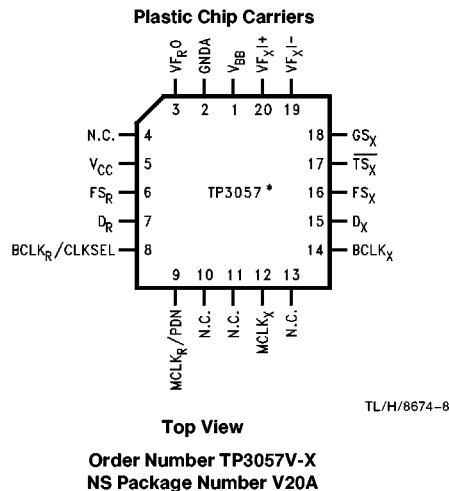 Plastic Chip Carriers
VFRO
GNDA
VBB
VFXI+
VFXI-
3 2 1 20 19
N.C. 4
VCC 5
FSR 6
DR 7
BCLKR/CLKSEL 8
TP3057 *
18 GSX
17 TSX
16 FSX
15 DX
14 BCLKX
9 10 11 12 13
MCLKR/PDN
N.C.
N.C.
MCLKX
N.C.
TL/H/8674–8
Top View
Order Number TP3057V-X
NS Package Number V20A